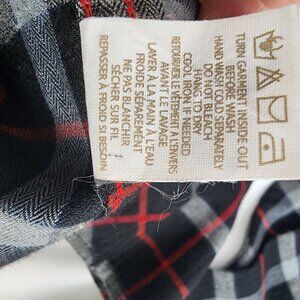 TURN GARMENT INSIDE OUT
BEFORE WASH
HAND WASH COLD SEPARATELY
DO NOT BLEACH
HANG TO DRY
COOL IRON IF NEEDED
RETOURNER LE VÊTEMENT À L'ENVERS
AVANT LE LAVAGE
LAVER À LA MAIN À L'EAU
FROIDE SÉPAREMENT
NE PAS BLANCHIR
SÉCHER SUR FIL
REPASSER À FROID SI BESOIN